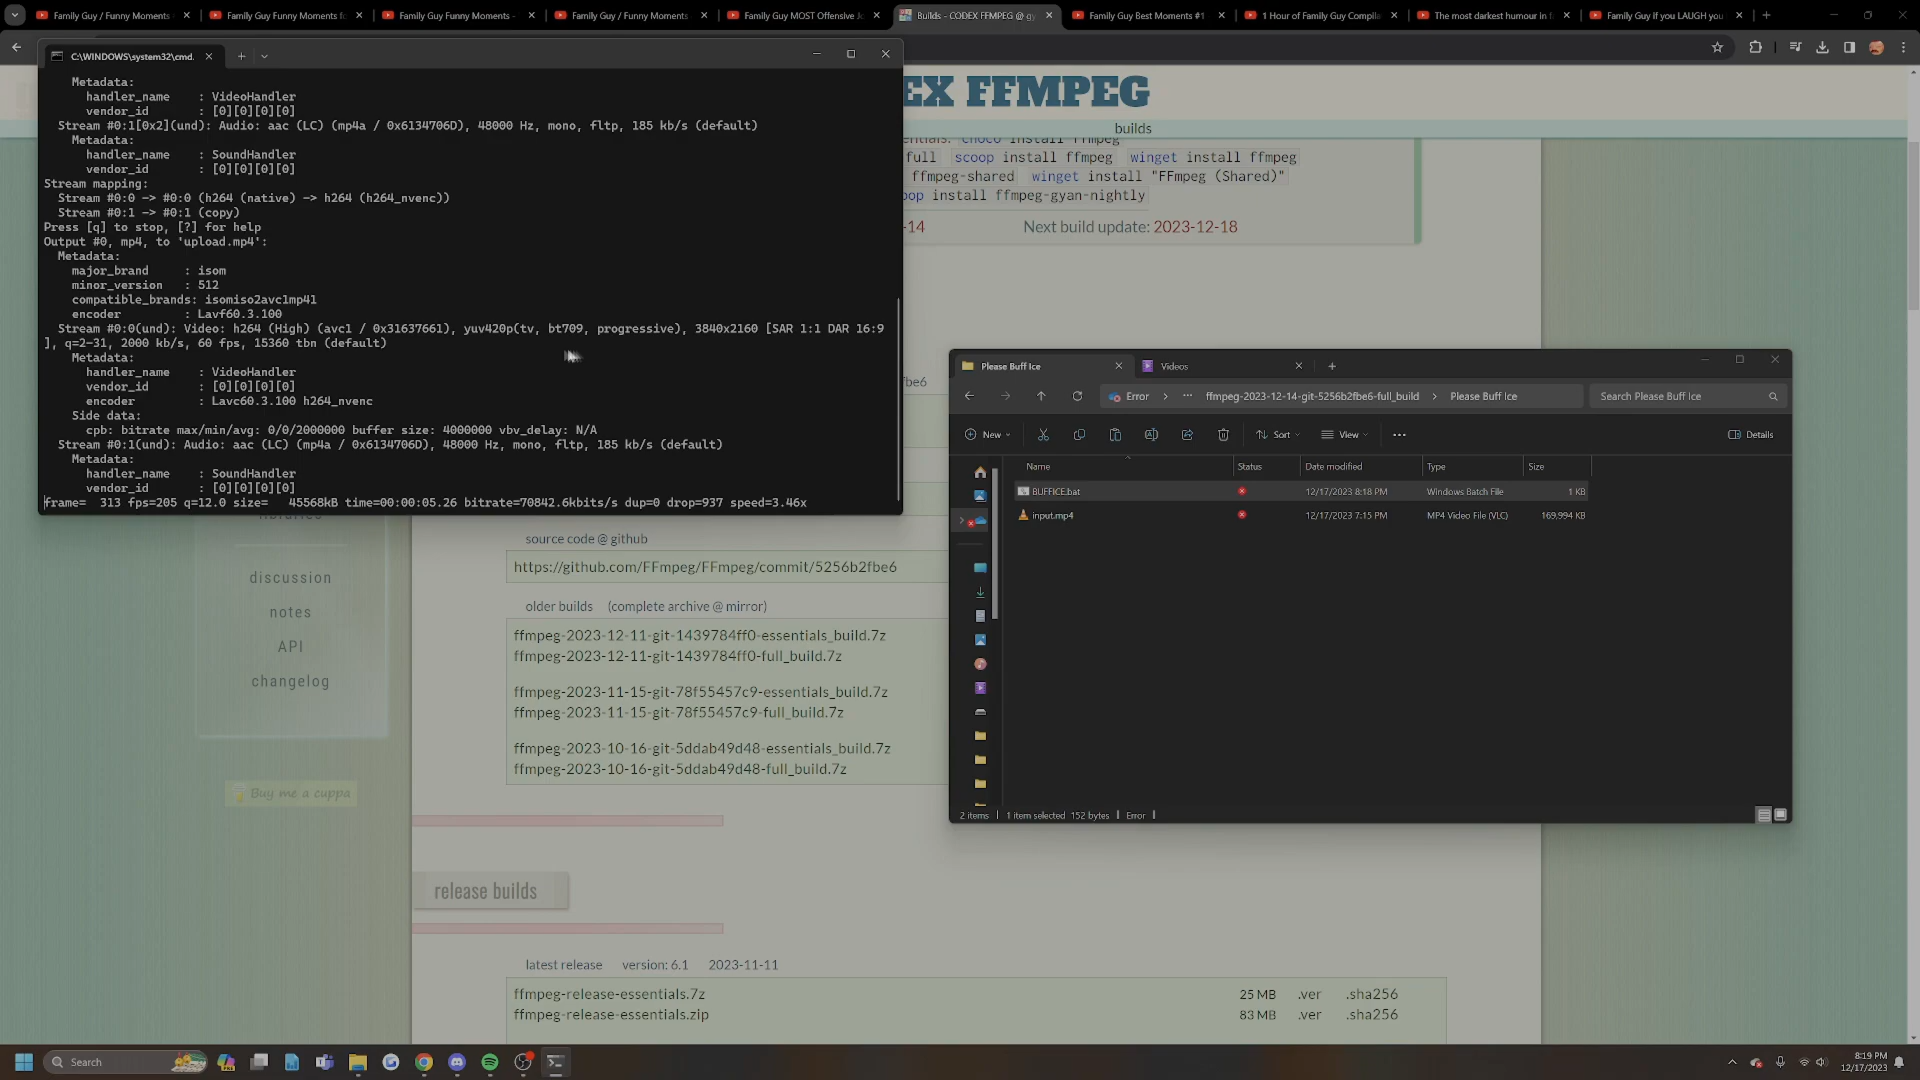 Family Guy Funny Moments -
Family Guy Funny Moments fo
Family Guy Funny Moments -
Family Guy / Funny Moments
Family Guy MOST Offensive Jo
Builds - CODEX FFMPEG @ gy
Family Guy Best Moments #1
1 Hour of Family Guy Compila
The most darkest humour in f
Family Guy If you LAUGH you
C:\WINDOWS\system32\cmd.
Metadata:
handler_name : VideoHandler
vendor_id : [0][0][0][0]
Stream #0:1[0x2](und): Audio: aac (LC) (mp4a / 0x6134706D), 48000 Hz, mono, fltp, 185 kb/s (default)
Metadata:
handler_name : SoundHandler
vendor_id : [0][0][0][0]
Stream mapping:
Stream #0:0 -> #0:0 (h264 (native) -> h264 (h264_nvenc))
Stream #0:1 -> #0:1 (copy)
Press [q] to stop, [?] for help
Output #0, mp4, to 'upload.mp4':
Metadata:
major_brand : isom
minor_version : 512
compatible_brands: isomiso2avc1mp41
encoder : Lavf60.3.100
Stream #0:0(und): Video: h264 (High) (avc1 / 0x31637661), yuv420p(tv, bt709, progressive), 3840x2160 [SAR 1:1 DAR 16:9
], q=2-31, 2000 kb/s, 60 fps, 15360 tbn (default)
Metadata:
handler_name : VideoHandler
vendor_id : [0][0][0][0]
encoder : Lavc60.3.100 h264_nvenc
Side data:
cpb: bitrate max/min/avg: 0/0/2000000 buffer size: 4000000 vbv_delay: N/A
Stream #0:1(und): Audio: aac (LC) (mp4a / 0x6134706D), 48000 Hz, mono, fltp, 185 kb/s (default)
Metadata:
handler_name : SoundHandler
vendor_id : [0][0][0][0]
frame= 313 fps=205 q=12.0 size= 45568kB time=00:00:05.26 bitrate=70842.6kbits/s dup=0 drop=937 speed=3.46x
EX FFMPEG
builds
essentials: choco install ffmpeg
full scoop install ffmpeg winget install ffmpeg
ffmpeg-shared winget install "FFmpeg (Shared)"
oop install ffmpeg-gyan-nightly
-14 Next build update: 2023-12-18
fbe6
libraries
discussion
notes
API
changelog
Buy me a cuppa
source code @ github
https://github.com/FFmpeg/FFmpeg/commit/5256b2fbe6
older builds (complete archive @ mirror)
ffmpeg-2023-12-11-git-1439784ff0-essentials_build.7z
ffmpeg-2023-12-11-git-1439784ff0-full_build.7z
ffmpeg-2023-11-15-git-78f55457c9-essentials_build.7z
ffmpeg-2023-11-15-git-78f55457c9-full_build.7z
ffmpeg-2023-10-16-git-5ddab49d48-essentials_build.7z
ffmpeg-2023-10-16-git-5ddab49d48-full_build.7z
release builds
latest release version: 6.1 2023-11-11
ffmpeg-release-essentials.7z 25 MB .ver .sha256
ffmpeg-release-essentials.zip 83 MB .ver .sha256
Please Buff Ice
Videos
Error > ... ffmpeg-2023-12-14-git-5256b2fbe6-full_build > Please Buff Ice
Search Please Buff Ice
New Sort View ... Details
Name Status Date modified Type Size
BUFFICE.bat 12/17/2023 8:18 PM Windows Batch File 1 KB
input.mp4 12/17/2023 7:15 PM MP4 Video File (VLC) 169,994 KB
2 items | 1 item selected 152 bytes | Error |
Search
8:19 PM
12/17/2023